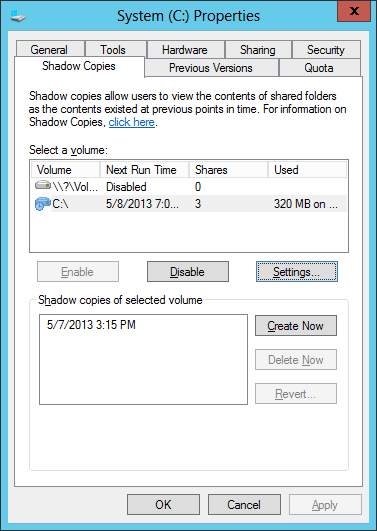 System (C:) Properties
General Tools Hardware Sharing Security
Shadow Copies Previous Versions Quota
Shadow copies allow users to view the contents of shared folders
as the contents existed at previous points in time. For information on
Shadow Copies, click here.
Select a volume:
Volume Next Run Time Shares Used
\\?\Vol... Disabled 0
C:\ 5/8/2013 7:0... 3 320 MB on ...
Enable Disable Settings...
Shadow copies of selected volume
5/7/2013 3:15 PM
Create Now
Delete Now
Revert...
OK Cancel Apply